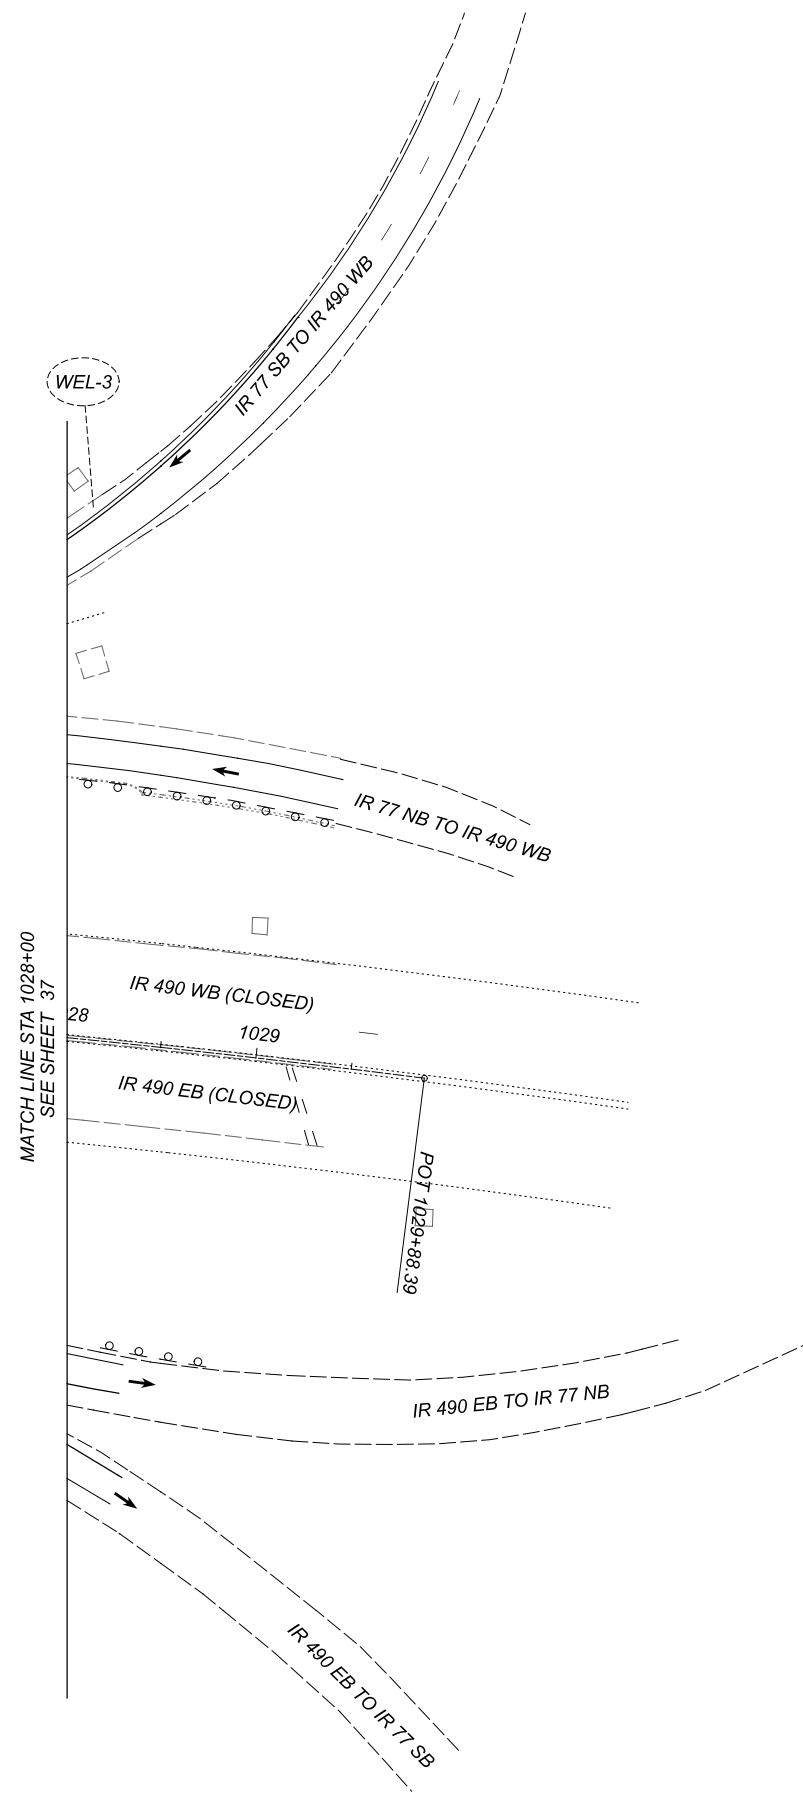 IR 77 SB TO IR 490 WB
WEL-3
IR 77 NB TO IR 490 WB
MATCH LINE STA 1028+00
SEE SHEET 37
IR 490 WB (CLOSED)
28
1029
IR 490 EB (CLOSED)
POT 1029+88.39
IR 490 EB TO IR 77 NB
IR 490 EB TO IR 77 SB